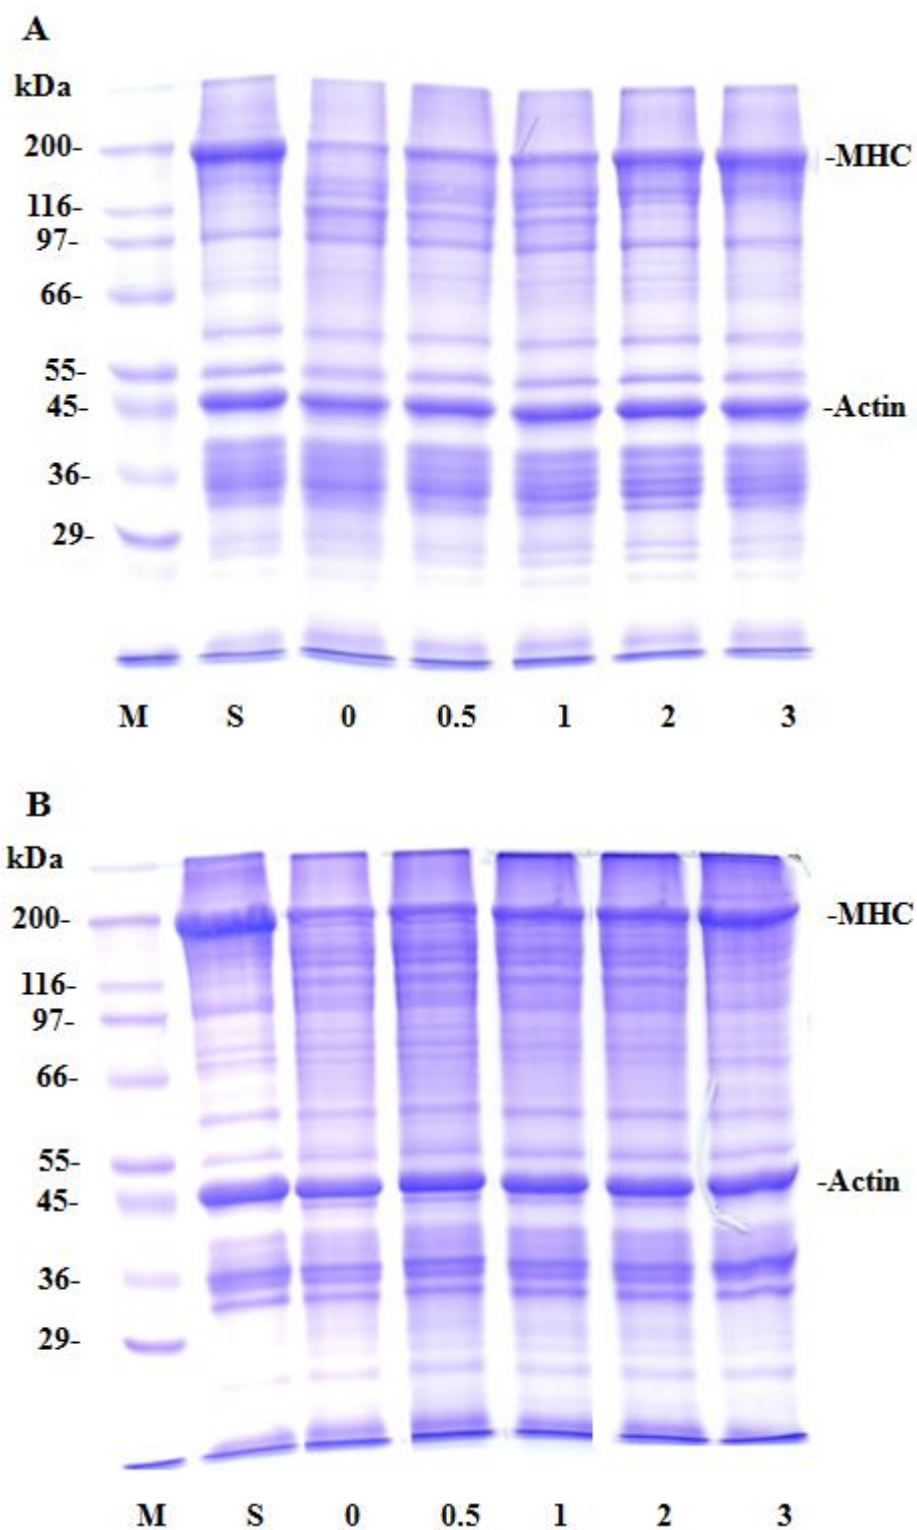 A
kDa
200- -MHC
116-
97-
66-
55-
45- -Actin
36-
29-
M S 0 0.5 1 2 3
B
kDa
200- -MHC
116-
97-
66-
55-
-Actin
45-
36-
29-
M S 0 0.5 1 2 3